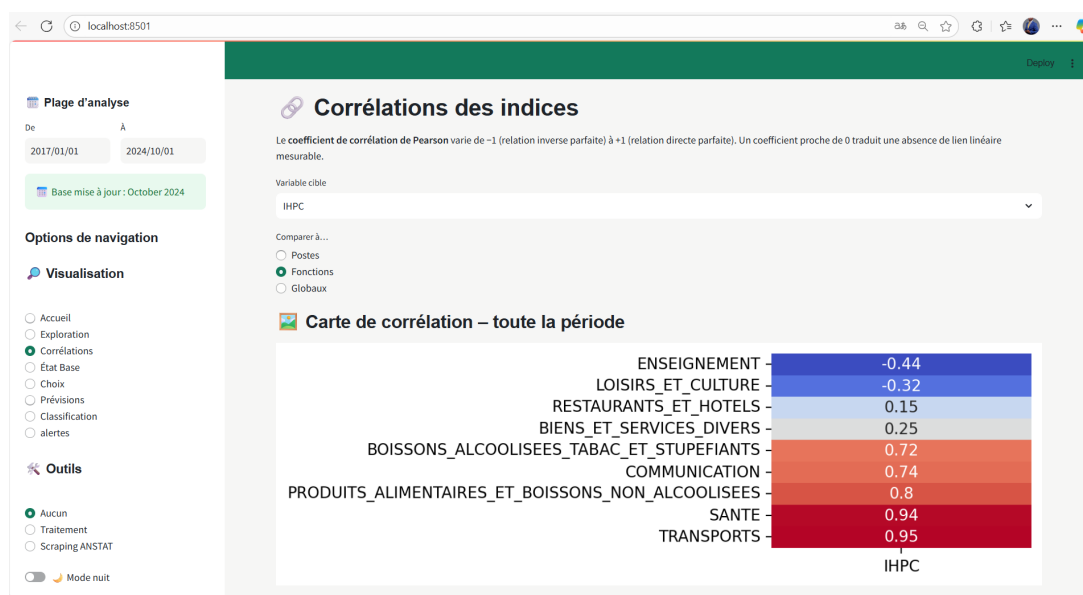 localhost:8501
Deploy
Plage d'analyse
De
À
2017/01/01
2024/10/01
Base mise à jour : October 2024
Options de navigation
Visualisation
Accueil
Exploration
Corrélations
État Base
Choix
Prévisions
Classification
alertes
Outils
Aucun
Traitement
Scraping ANSTAT
Mode nuit
Corrélations des indices
Le coefficient de corrélation de Pearson varie de −1 (relation inverse parfaite) à +1 (relation directe parfaite). Un coefficient proche de 0 traduit une absence de lien linéaire
mesurable.
Variable cible
IHPC
Comparer à…
Postes
Fonctions
Globaux
Carte de corrélation – toute la période
ENSEIGNEMENT -0.44
LOISIRS_ET_CULTURE -0.32
RESTAURANTS_ET_HOTELS 0.15
BIENS_ET_SERVICES_DIVERS 0.25
BOISSONS_ALCOOLISEES_TABAC_ET_STUPEFIANTS 0.72
COMMUNICATION 0.74
PRODUITS_ALIMENTAIRES_ET_BOISSONS_NON_ALCOOLISEES 0.8
SANTE 0.94
TRANSPORTS 0.95
IHPC